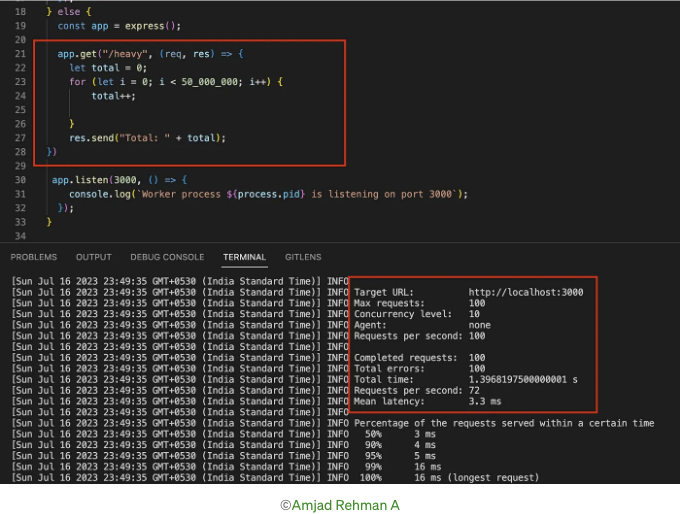 18 } else {
19 const app = express();
20
21 app.get("/heavy", (req, res) => {
22 let total = 0;
23 for (let i = 0; i < 50_000_000; i++) {
24 total++;
25
26 }
27 res.send("Total: " + total);
28 })
29
30 app.listen(3000, () => {
31 console.log(`Worker process ${process.pid} is listening on port 3000`);
32 });
33 }
34
PROBLEMS OUTPUT DEBUG CONSOLE TERMINAL GITLENS
[Sun Jul 16 2023 23:49:35 GMT+0530 (India Standard Time)] INFO
[Sun Jul 16 2023 23:49:35 GMT+0530 (India Standard Time)] INFO Target URL: http://localhost:3000
[Sun Jul 16 2023 23:49:35 GMT+0530 (India Standard Time)] INFO Max requests: 100
[Sun Jul 16 2023 23:49:35 GMT+0530 (India Standard Time)] INFO Concurrency level: 10
[Sun Jul 16 2023 23:49:35 GMT+0530 (India Standard Time)] INFO Agent: none
[Sun Jul 16 2023 23:49:35 GMT+0530 (India Standard Time)] INFO Requests per second: 100
[Sun Jul 16 2023 23:49:35 GMT+0530 (India Standard Time)] INFO
[Sun Jul 16 2023 23:49:35 GMT+0530 (India Standard Time)] INFO Completed requests: 100
[Sun Jul 16 2023 23:49:35 GMT+0530 (India Standard Time)] INFO Total errors: 100
[Sun Jul 16 2023 23:49:35 GMT+0530 (India Standard Time)] INFO Total time: 1.3968197500000001 s
[Sun Jul 16 2023 23:49:35 GMT+0530 (India Standard Time)] INFO Requests per second: 72
[Sun Jul 16 2023 23:49:35 GMT+0530 (India Standard Time)] INFO Mean latency: 3.3 ms
[Sun Jul 16 2023 23:49:35 GMT+0530 (India Standard Time)] INFO
[Sun Jul 16 2023 23:49:35 GMT+0530 (India Standard Time)] INFO Percentage of the requests served within a certain time
[Sun Jul 16 2023 23:49:35 GMT+0530 (India Standard Time)] INFO 50% 3 ms
[Sun Jul 16 2023 23:49:35 GMT+0530 (India Standard Time)] INFO 90% 4 ms
[Sun Jul 16 2023 23:49:35 GMT+0530 (India Standard Time)] INFO 95% 5 ms
[Sun Jul 16 2023 23:49:35 GMT+0530 (India Standard Time)] INFO 99% 16 ms
[Sun Jul 16 2023 23:49:35 GMT+0530 (India Standard Time)] INFO 100% 16 ms (longest request)
©Amjad Rehman A